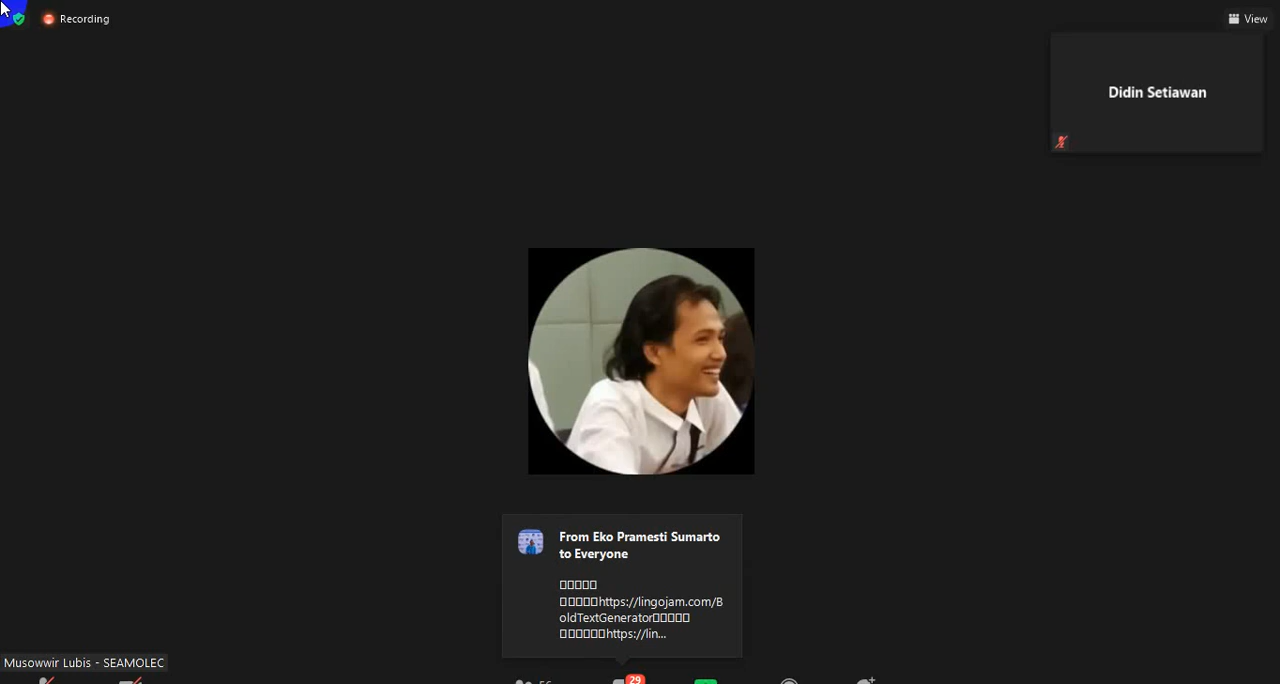 Recording
View
Didin Setiawan
From Eko Pramesti Sumarto
to Everyone
https://lingojam.com/B
oldTextGenerator
https://lin...
Musowwir Lubis - SEAMOLEC
29